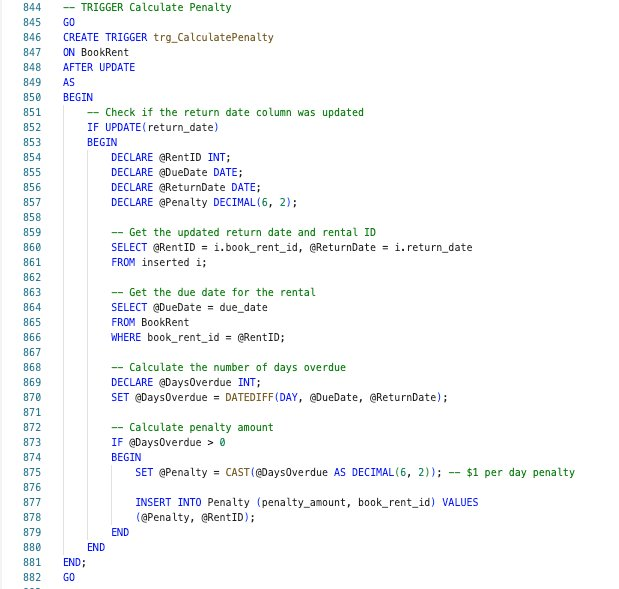 844 -- TRIGGER Calculate Penalty
845 GO
846 CREATE TRIGGER trg_CalculatePenalty
847 ON BookRent
848 AFTER UPDATE
849 AS
850 BEGIN
851     -- Check if the return date column was updated
852     IF UPDATE(return_date)
853     BEGIN
854         DECLARE @RentID INT;
855         DECLARE @DueDate DATE;
856         DECLARE @ReturnDate DATE;
857         DECLARE @Penalty DECIMAL(6, 2);
858
859         -- Get the updated return date and rental ID
860         SELECT @RentID = i.book_rent_id, @ReturnDate = i.return_date
861         FROM inserted i;
862
863         -- Get the due date for the rental
864         SELECT @DueDate = due_date
865         FROM BookRent
866         WHERE book_rent_id = @RentID;
867
868         -- Calculate the number of days overdue
869         DECLARE @DaysOverdue INT;
870         SET @DaysOverdue = DATEDIFF(DAY, @DueDate, @ReturnDate);
871
872         -- Calculate penalty amount
873         IF @DaysOverdue > 0
874         BEGIN
875             SET @Penalty = CAST(@DaysOverdue AS DECIMAL(6, 2)); -- $1 per day penalty
876
877             INSERT INTO Penalty (penalty_amount, book_rent_id) VALUES
878             (@Penalty, @RentID);
879         END
880     END
881 END;
882 GO